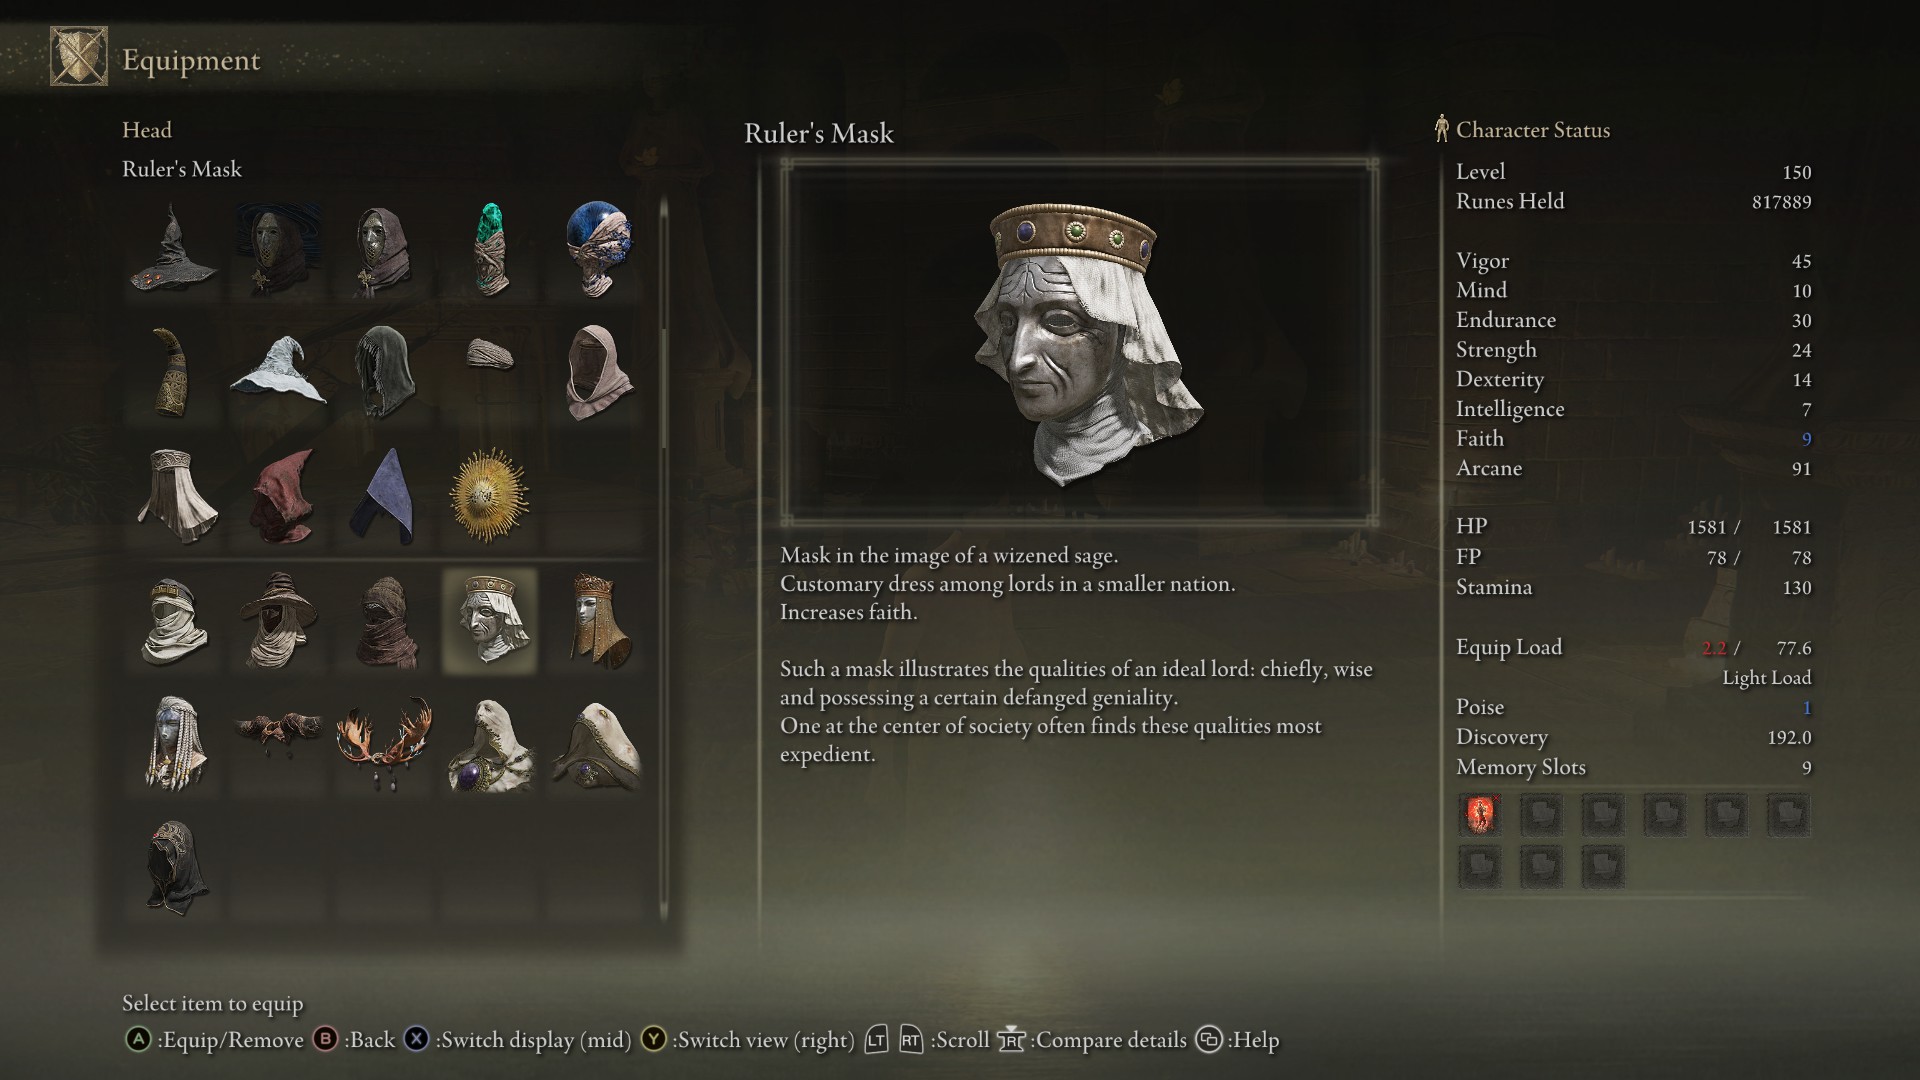 Equipment
Head
Ruler's Mask
Ruler's Mask
Mask in the image of a wizened sage.
Customary dress among lords in a smaller nation.
Increases faith.
Such a mask illustrates the qualities of an ideal lord: chiefly, wise
and possessing a certain defanged geniality.
One at the center of society often finds these qualities most
expedient.
Character Status
Level 150
Runes Held 817889
Vigor 45
Mind 10
Endurance 30
Strength 24
Dexterity 14
Intelligence 7
Faith 9
Arcane 91
HP 1581 / 1581
FP 78 / 78
Stamina 130
Equip Load 2.2 / 77.6
Light Load
Poise 1
Discovery 192.0
Memory Slots 9
Select item to equip
A :Equip/Remove B :Back X :Switch display (mid) Y :Switch view (right) LT RT :Scroll R :Compare details :Help